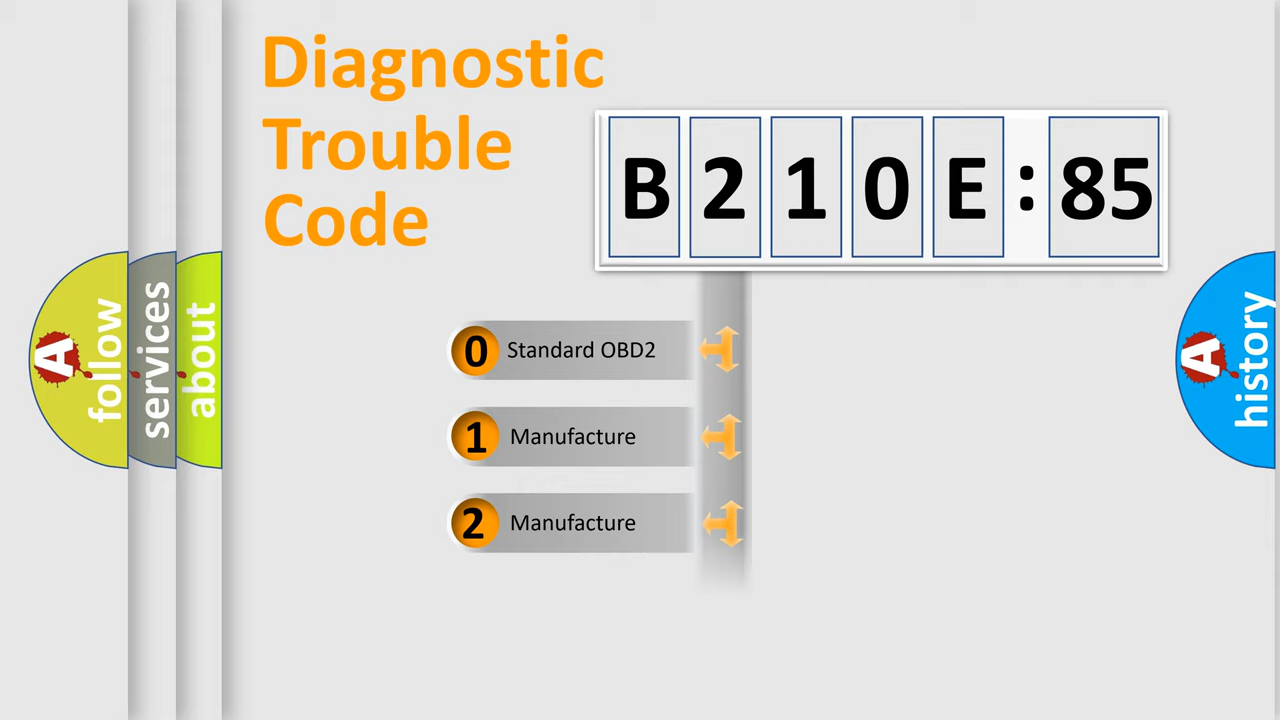 Diagnostic
Trouble
Code
B 2 1 0 E : 85
0 Standard OBD2
1 Manufacture
2 Manufacture
A follow
services
about
A history